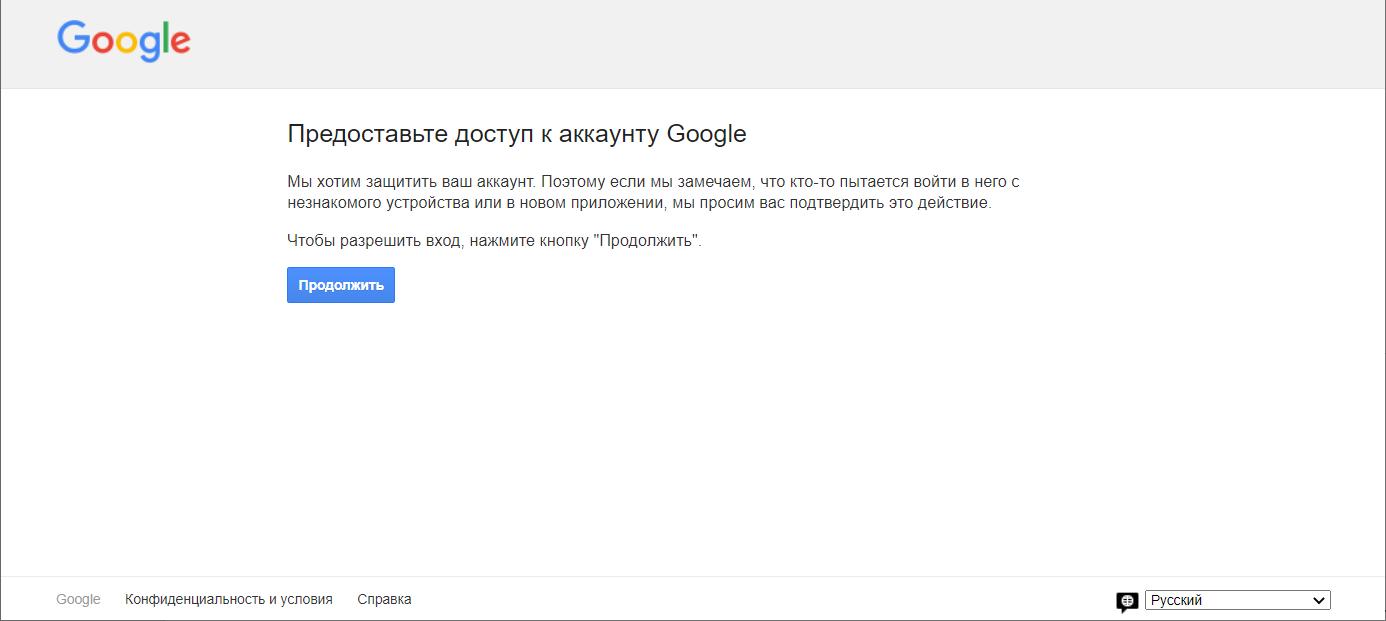 Google
Предоставьте доступ к аккаунту Google
Мы хотим защитить ваш аккаунт. Поэтому если мы замечаем, что кто-то пытается войти в него с
незнакомого устройства или в новом приложении, мы просим вас подтвердить это действие.
Чтобы разрешить вход, нажмите кнопку "Продолжить".
Продолжить
Google Конфиденциальность и условия Справка Русский